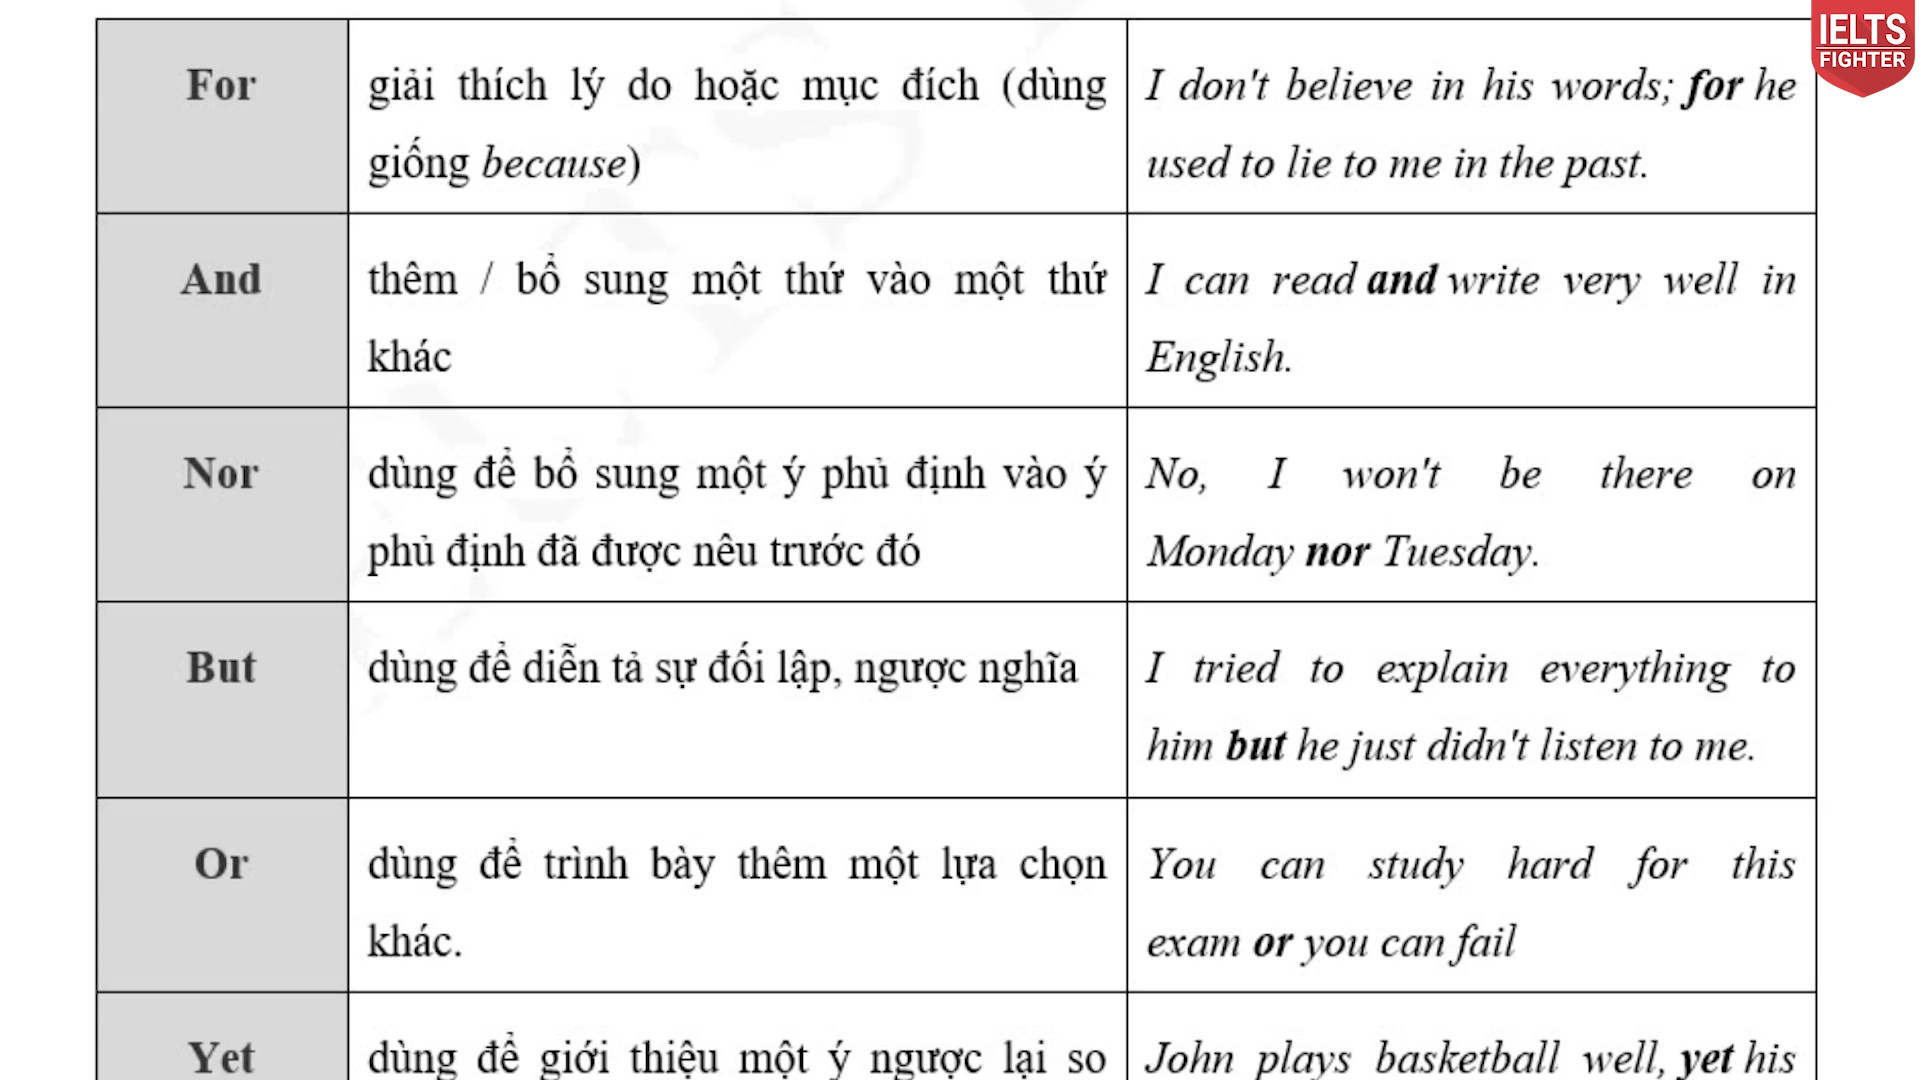 IELTS
FIGHTER
For
giải thích lý do hoặc mục đích (dùng
giống because)
I don't believe in his words; for he
used to lie to me in the past.
And
thêm / bổ sung một thứ vào một thứ
khác
I can read and write very well in
English.
Nor
dùng để bổ sung một ý phủ định vào ý
phủ định đã được nêu trước đó
No, I won't be there on
Monday nor Tuesday.
But
dùng để diễn tả sự đối lập, ngược nghĩa
I tried to explain everything to
him but he just didn't listen to me.
Or
dùng để trình bày thêm một lựa chọn
khác.
You can study hard for this
exam or you can fail
Yet
dùng để giới thiệu một ý ngược lại so
John plays basketball well, yet his